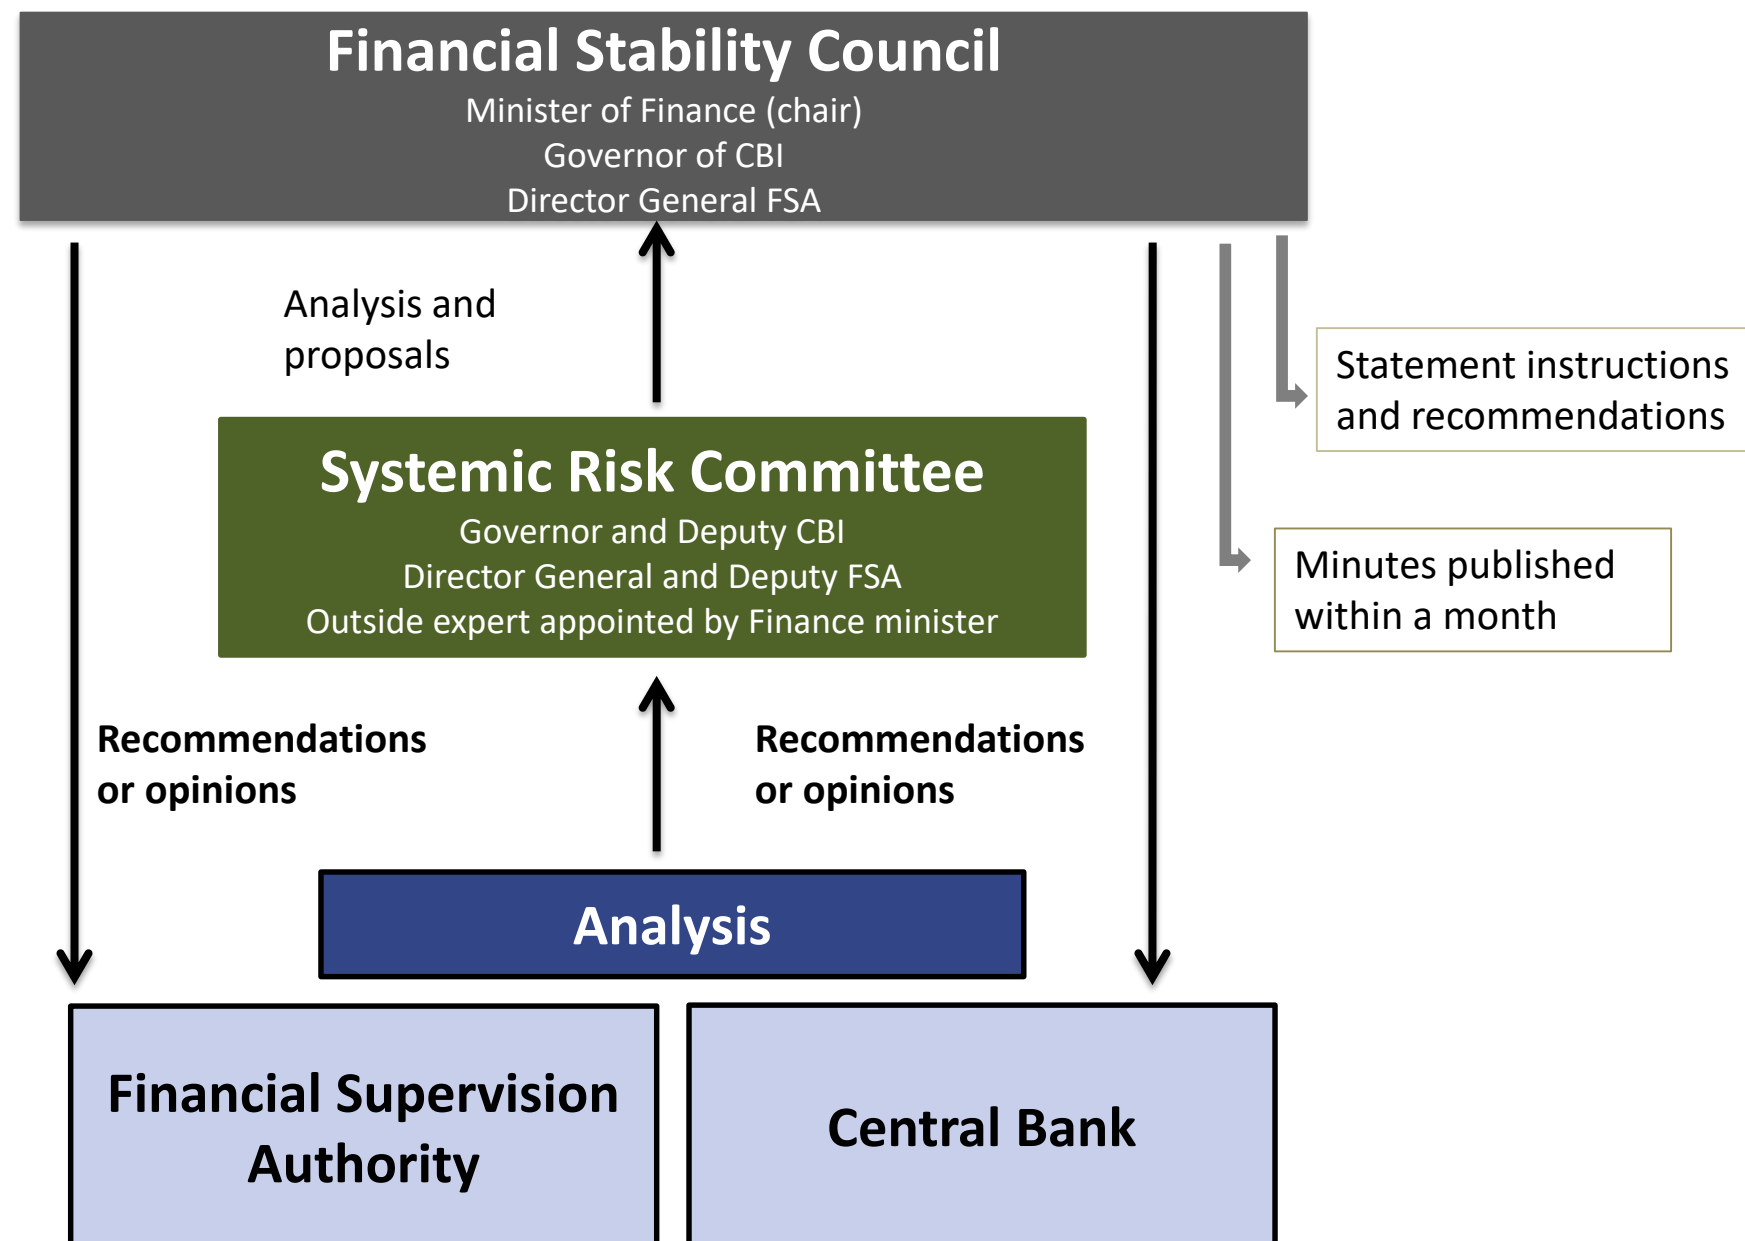 Financial Stability Council
Minister of Finance (chair)
Governor of CBI
Director General FSA
Analysis and
proposals
Statement instructions
and recommendations
Systemic Risk Committee
Governor and Deputy CBI
Director General and Deputy FSA
Outside expert appointed by Finance minister
Minutes published
within a month
Recommendations
or opinions
Recommendations
or opinions
Analysis
Financial Supervision
Authority
Central Bank